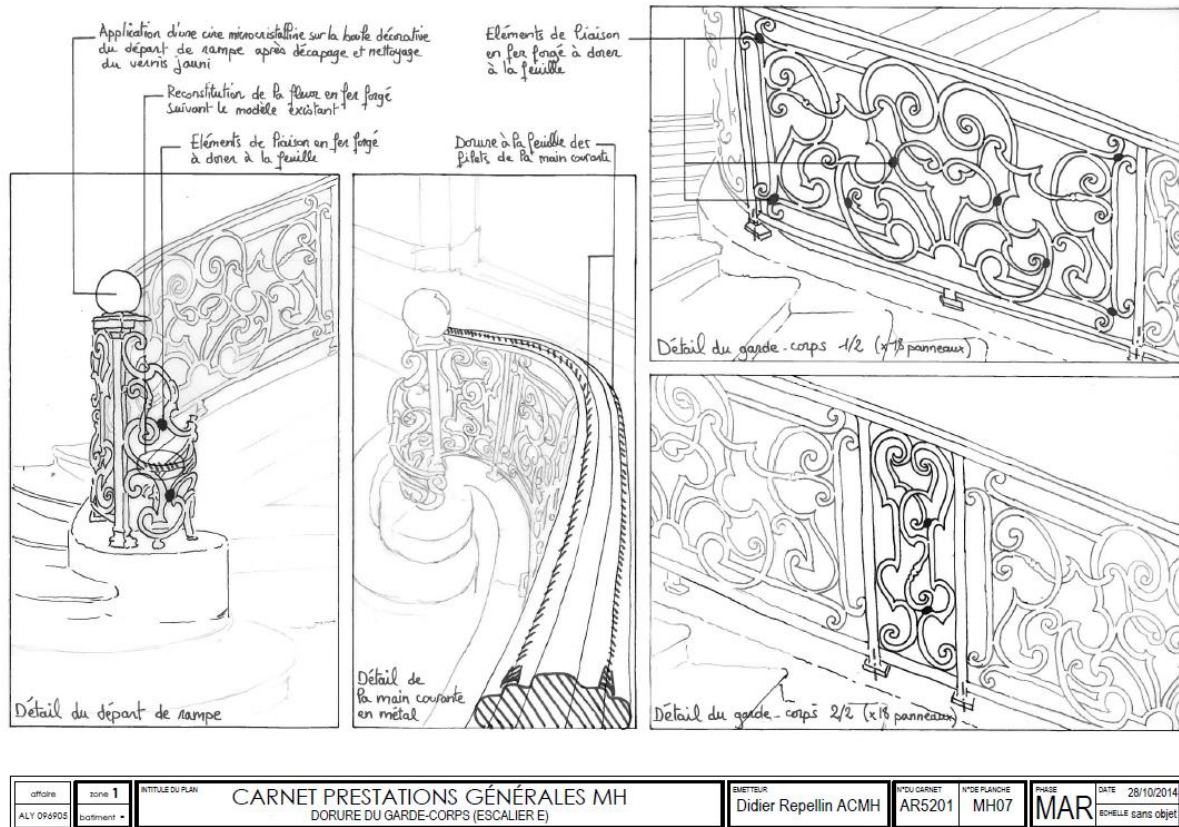 Application d'une cire microcristalline sur la boule décorative
du départ de rampe après décapage et nettoyage
du vernis jauni
Reconstitution de la fleur en fer forgé
suivant le modèle existant
Eléments de liaison en fer forgé
à dorer à la feuille
Eléments de liaison
en fer forgé à dorer
à la feuille
Dorure à la feuille des
filets de la main courante
Détail du départ de rampe
Détail de
la main courante
en métal
Détail du garde-corps 1/2 (x 18 panneaux)
Détail du garde-corps 2/2 (x 18 panneaux)
affaire
ALY 096905
zone 1
batiment -
INTITULE DU PLAN
CARNET PRESTATIONS GÉNÉRALES MH
DORURE DU GARDE-CORPS (ESCALIER E)
EMETTEUR
Didier Repellin ACMH
N°DU CARNET
AR5201
N°DE PLANCHE
MH07
PHASE
MAR
DATE 28/10/2014
ECHELLE sans objet